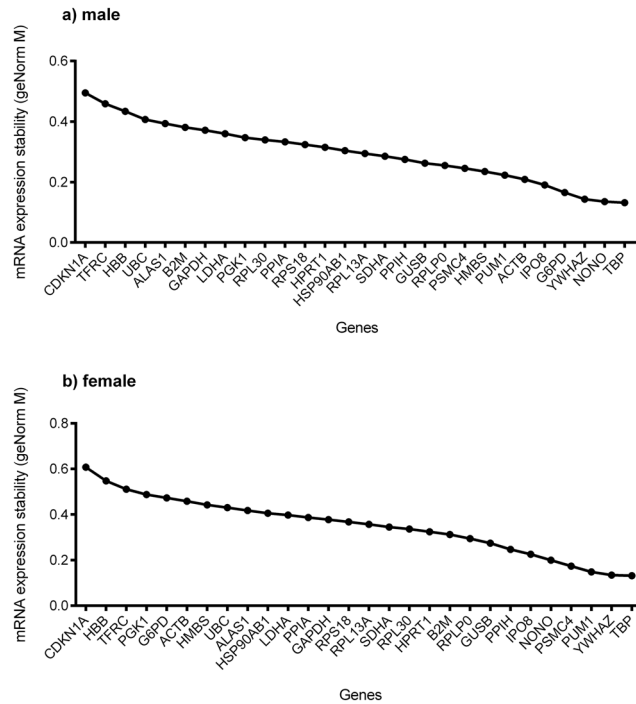 a) male
mRNA expression stability (geNorm M)
0.6
0.4
0.2
0.0
CDKN1A
TFRC
HBB
UBC
ALAS1
B2M
GAPDH
LDHA
PGK1
RPL30
PPIA
RPS18
HPRT1
HSP90AB1
RPL13A
SDHA
PPIH
GUSB
RPLP0
PSMC4
HMBS
PUM1
ACTB
IPO8
G6PD
YWHAZ
NONO
TBP
Genes
b) female
mRNA expression stability (geNorm M)
0.8
0.6
0.4
0.2
0.0
CDKN1A
HBB
TFRC
PGK1
G6PD
ACTB
HMBS
UBC
ALAS1
HSP90AB1
LDHA
PPIA
GAPDH
RPS18
RPL13A
SDHA
RPL30
HPRT1
B2M
RPLP0
GUSB
PPIH
IPO8
NONO
PSMC4
PUM1
YWHAZ
TBP
Genes